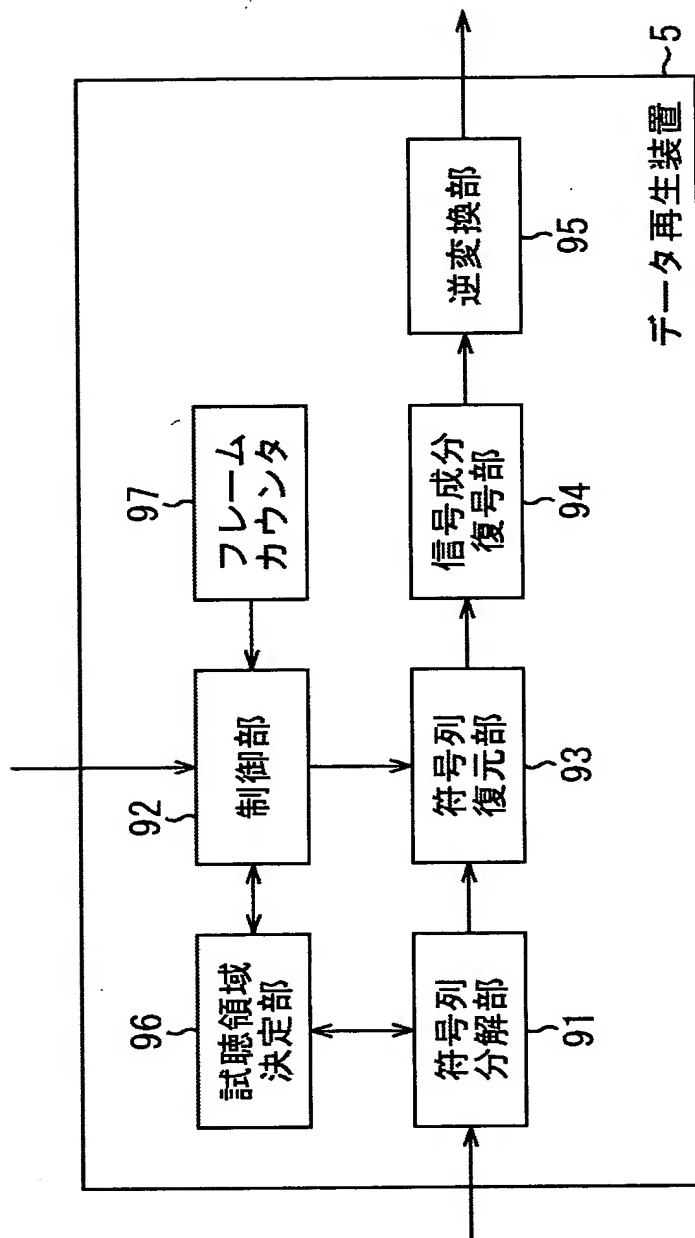 96
試聴領域
決定部
92
制御部
97
フレーム
カウンタ
符号列
分解部
91
符号列
復元部
93
信号成分
復号部
94
逆変換部
95
データ再生装置 5